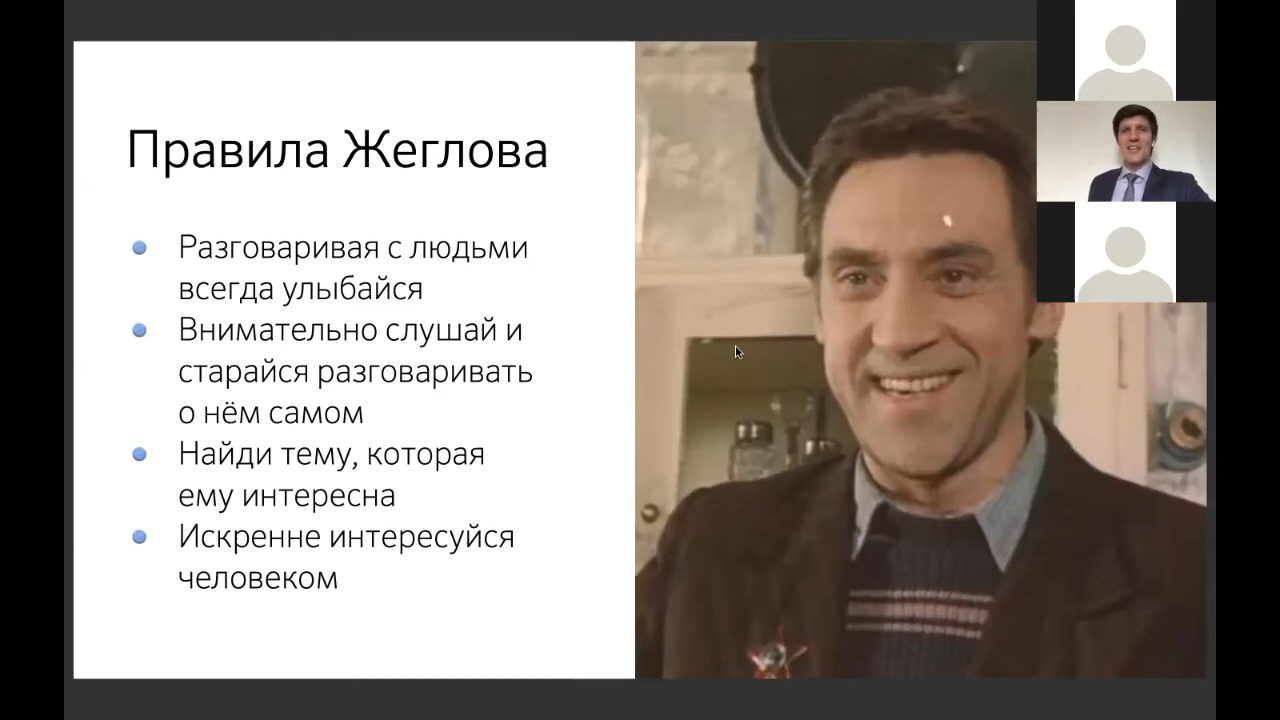 Правила Жеглова
Разговаривая с людьми
всегда улыбайся
Внимательно слушай и
старайся разговаривать
о нём самом
Найди тему, которая
ему интересна
Искренне интересуйся
человеком